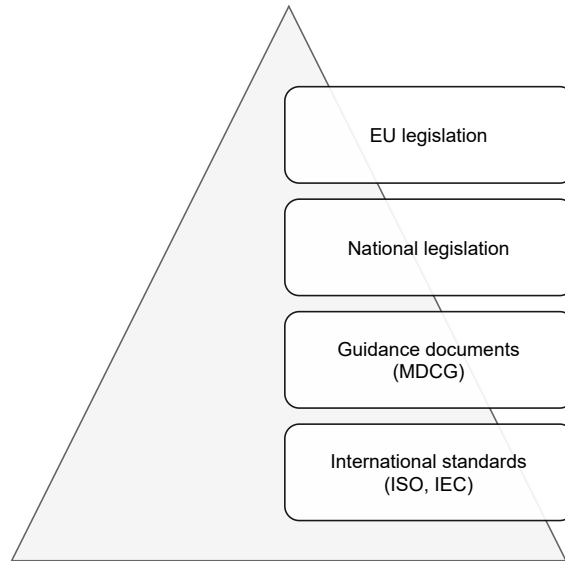 EU legislation
National legislation
Guidance documents
(MDCG)
International standards
(ISO, IEC)